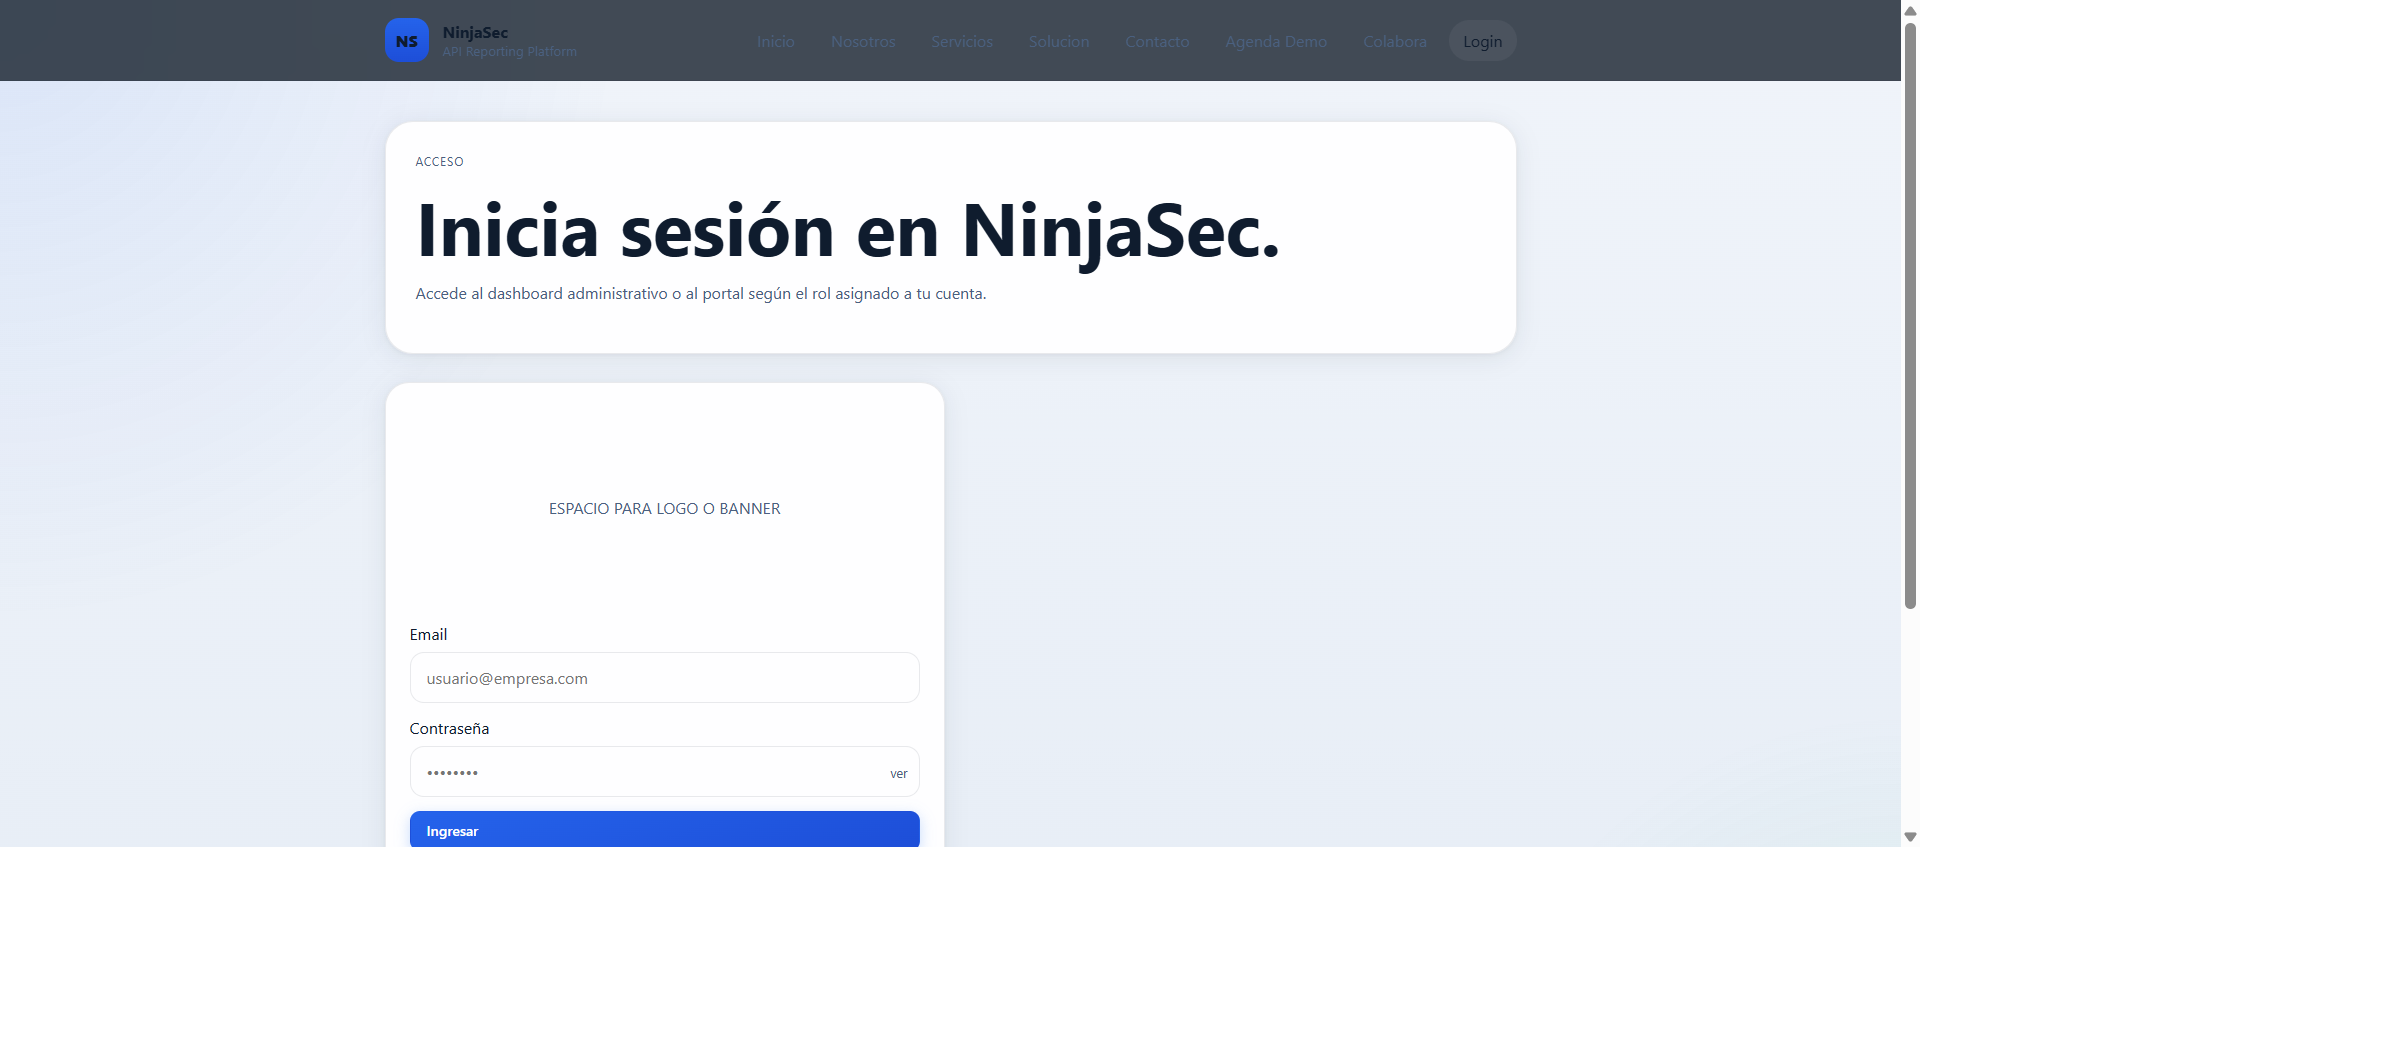 NS
NinjaSec
API Reporting Platform
Inicio Nosotros Servicios Solucion Contacto Agenda Demo Colabora Login
ACCESO
Inicia sesión en NinjaSec.
Accede al dashboard administrativo o al portal según el rol asignado a tu cuenta.
ESPACIO PARA LOGO O BANNER
Email
usuario@empresa.com
Contraseña
•••••••• ver
Ingresar